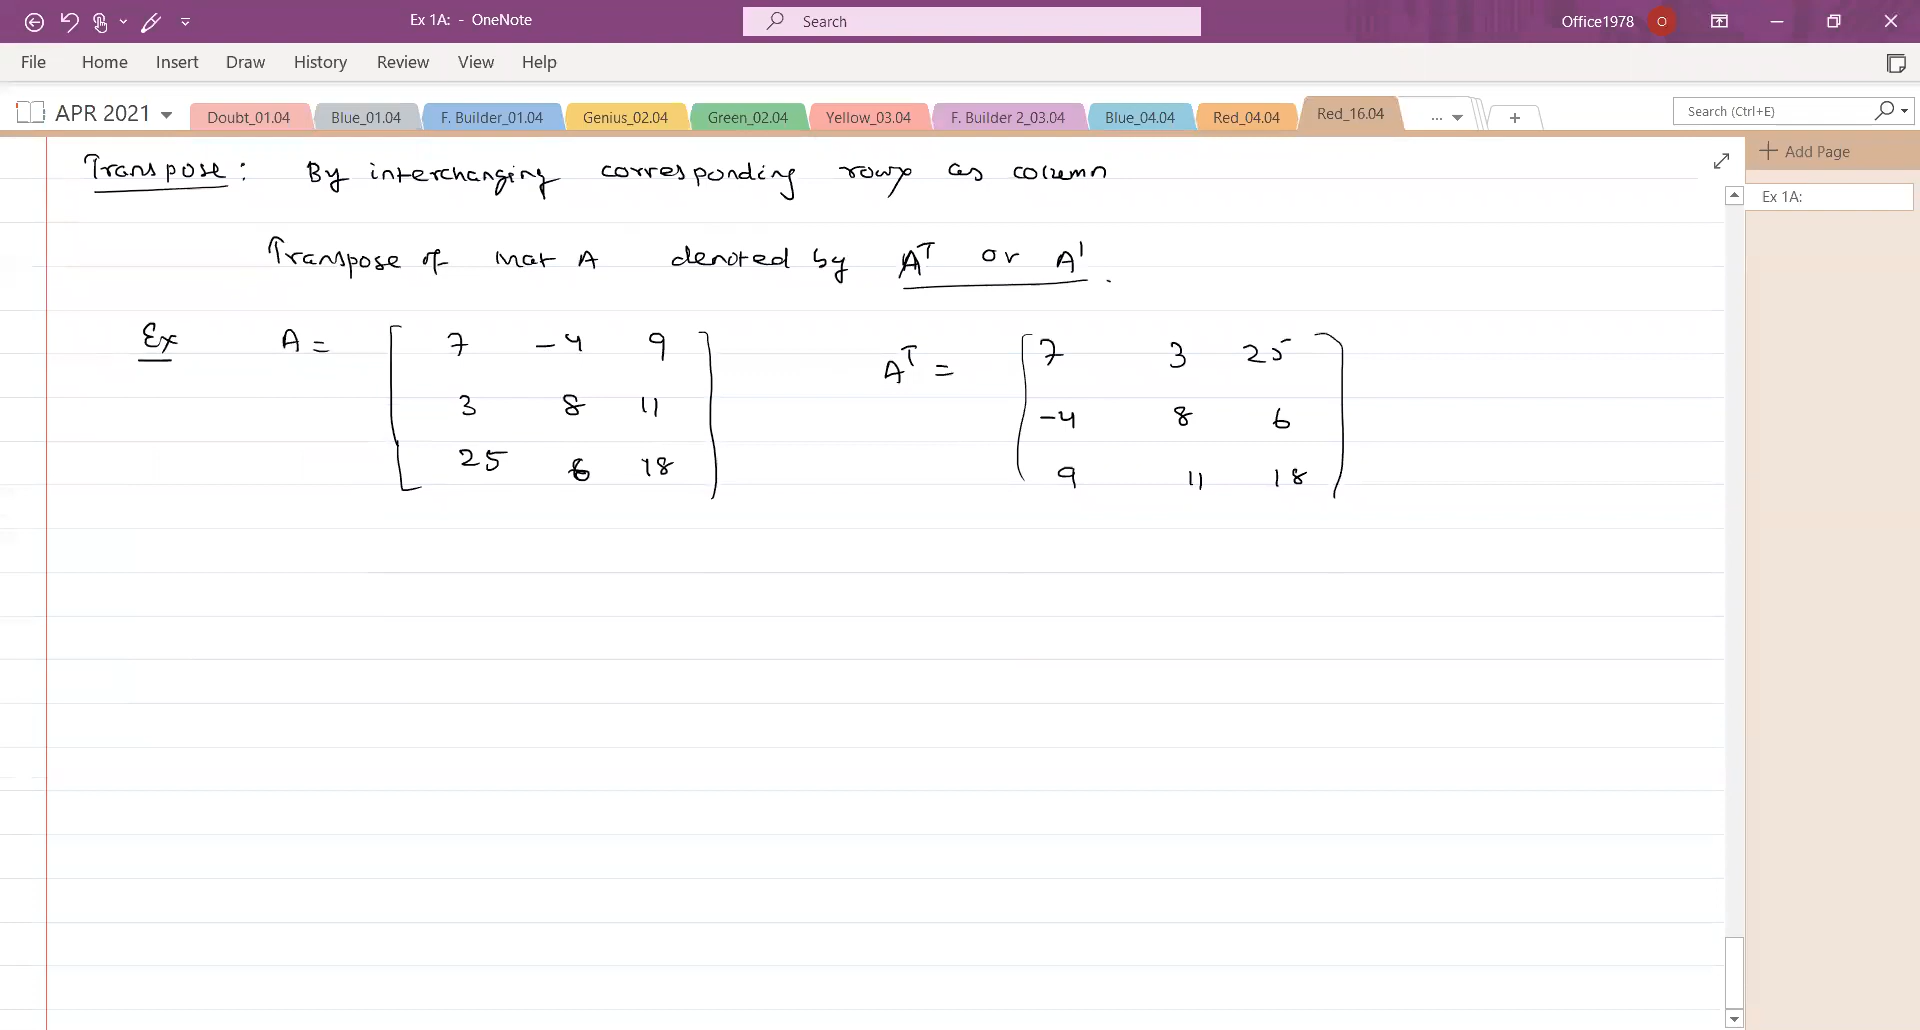 Ex 1A: - OneNote
Search
Office1978
O
File Home Insert Draw History Review View Help
APR 2021
Doubt_01.04 Blue_01.04 F. Builder_01.04 Genius_02.04 Green_02.04 Yellow_03.04 F. Builder 2_03.04 Blue_04.04 Red_04.04 Red_16.04 ... +
Search (Ctrl+E)
+ Add Page
Ex 1A:
Transpose : By interchanging corresponding rows as column
Transpose of mat A denoted by Aᵀ or A' .
Ex A = [ 7 -4 9
3 8 11
25 6 18 ]
Aᵀ = [ 7 3 25
-4 8 6
9 11 18 ]